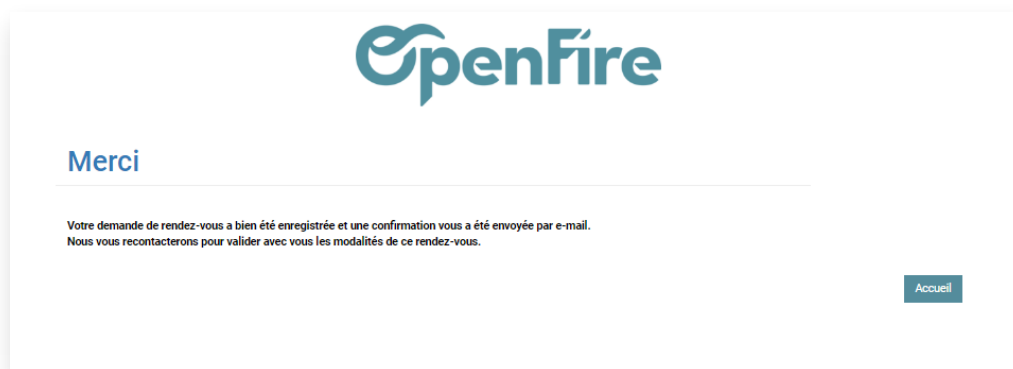 OpenFire
Merci
Votre demande de rendez-vous a bien été enregistrée et une confirmation vous a été envoyée par e-mail.
Nous vous recontacterons pour valider avec vous les modalités de ce rendez-vous.
Accueil